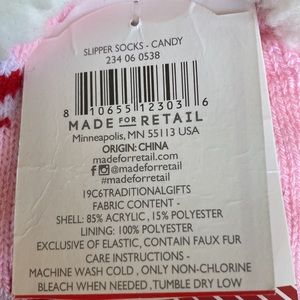 SLIPPER SOCKS - CANDY
234 06 0538
8 10655 12303 6
MADE FOR RETAIL
Minneapolis, MN 55113 USA
ORIGIN: CHINA
madeforretail.com
@madeforretail
#madeforretail
19C6TRADITIONALGIFTS
FABRIC CONTENT -
SHELL: 85% ACRYLIC , 15% POLYESTER
LINING: 100% POLYESTER
EXCLUSIVE OF ELASTIC, CONTAIN FAUX FUR
CARE INSTRUCTIONS -
MACHINE WASH COLD , ONLY NON-CHLORINE
BLEACH WHEN NEEDED ,TUMBLE DRY LOW